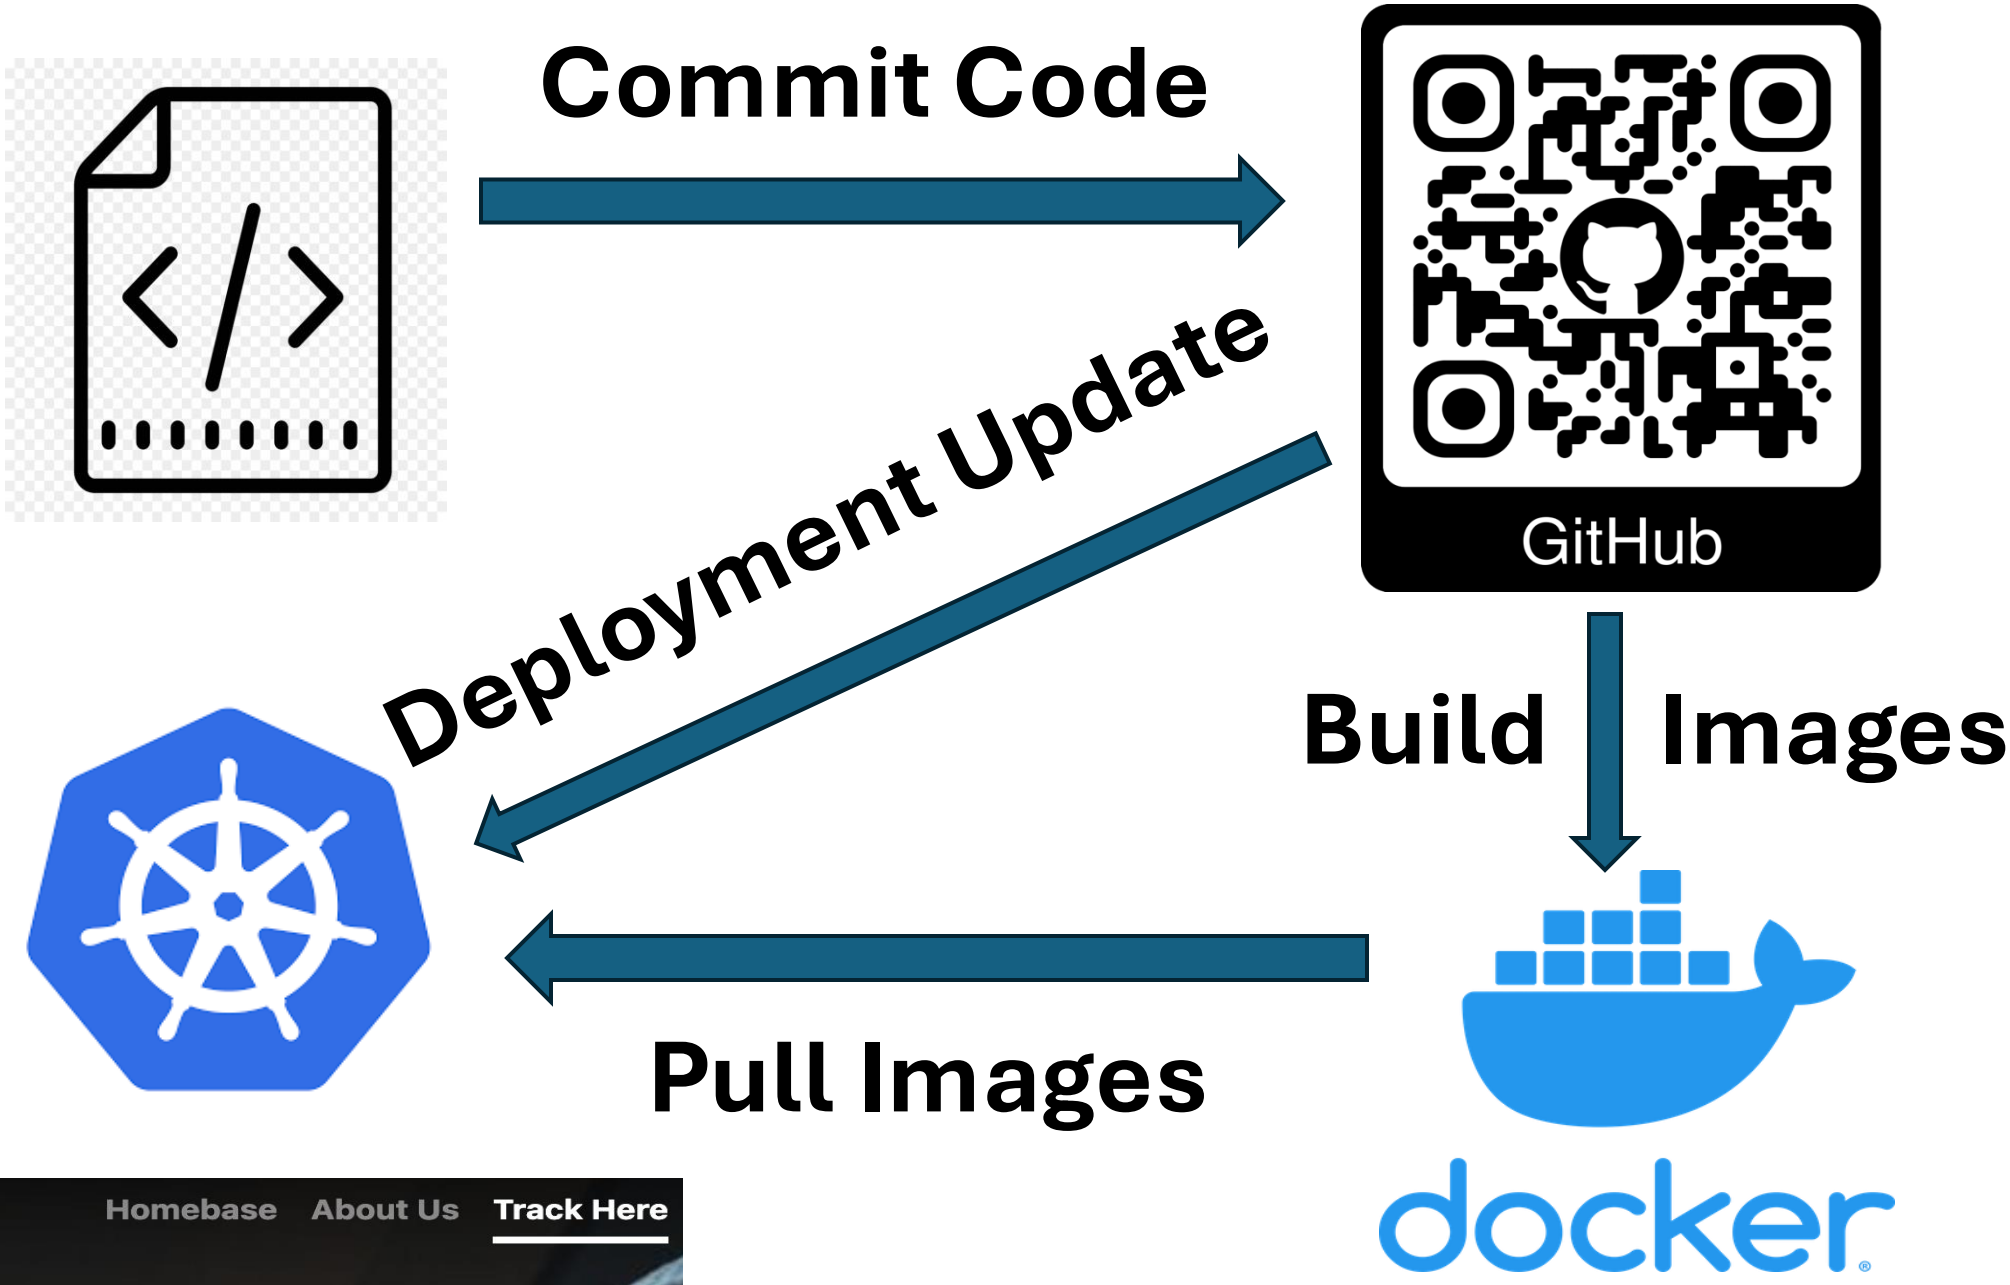 Commit Code
GitHub
Deployment Update
Build Images
Pull Images
Homebase About Us Track Here
docker
®